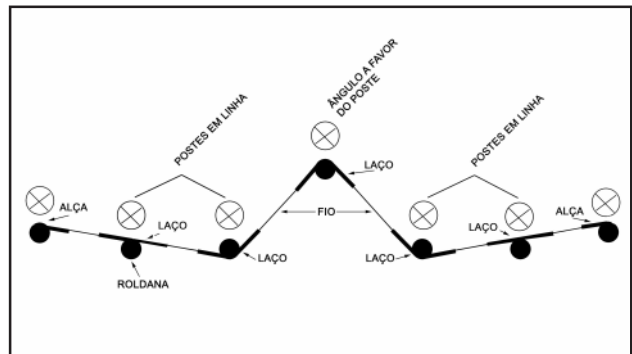 ÂNGULO A FAVOR
DO POSTE
POSTES EM LINHA
POSTES EM LINHA
LAÇO
FIO
ALÇA
LAÇO
LAÇO
ROLDANA
LAÇO
LAÇO
ALÇA